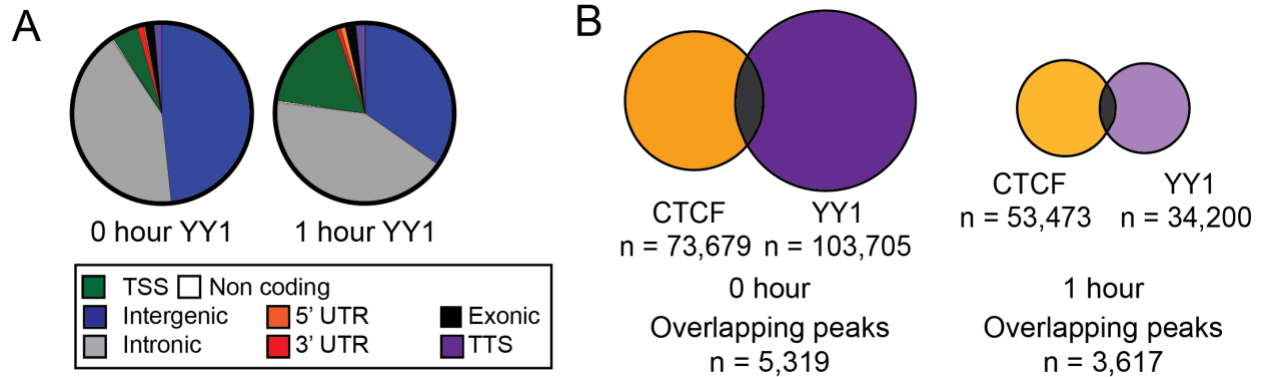 A
0 hour YY1
1 hour YY1
TSS Non coding
Intergenic 5' UTR Exonic
Intronic 3' UTR TTS
B
CTCF YY1
n = 73,679 n = 103,705
0 hour
Overlapping peaks
n = 5,319
CTCF YY1
n = 53,473 n = 34,200
1 hour
Overlapping peaks
n = 3,617